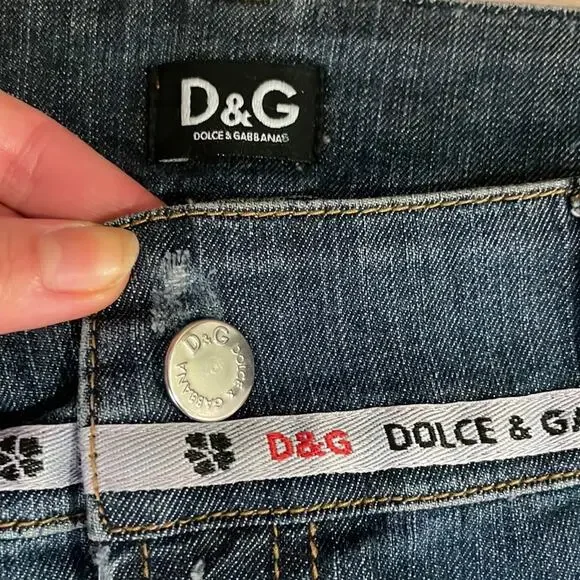 D&G
DOLCE & GABBANAS
D&G
DOLCE & GABBANA
D&G DOLCE & GA